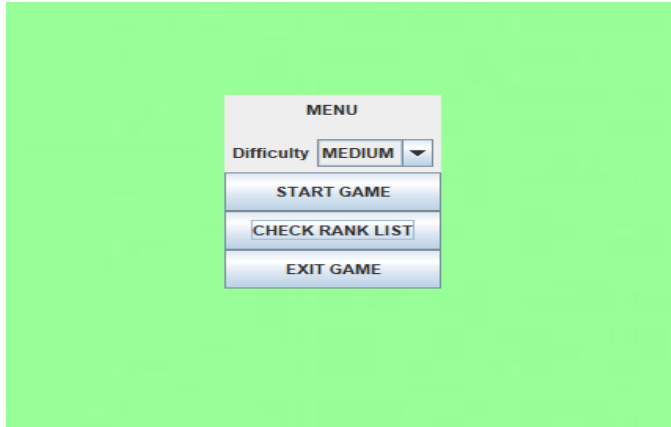 MENU
Difficulty MEDIUM
START GAME
CHECK RANK LIST
EXIT GAME